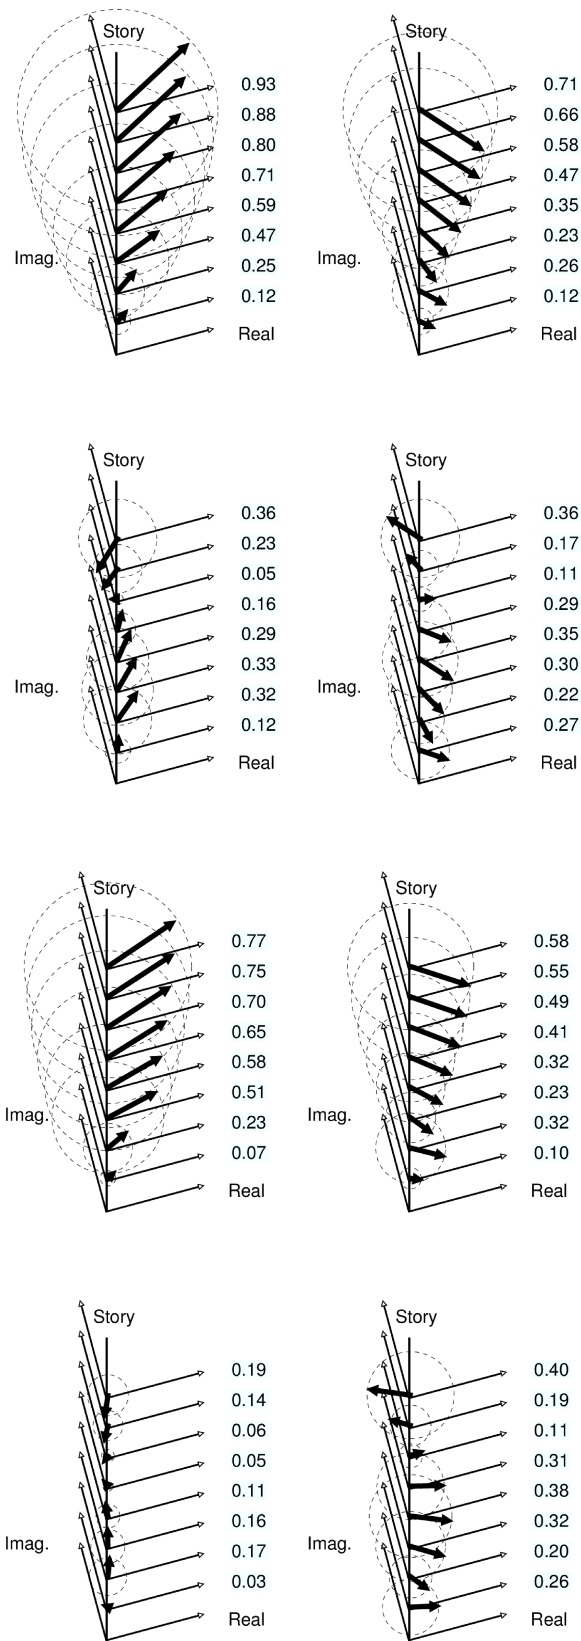 Story
0.93
0.88
0.80
0.71
0.59
0.47
Imag.
0.25
0.12
Real
Story
0.71
0.66
0.58
0.47
0.35
0.23
Imag.
0.26
0.12
Real
Story
0.36
0.23
0.05
0.16
0.29
0.33
Imag.
0.32
0.12
Real
Story
0.36
0.17
0.11
0.29
0.35
0.30
Imag.
0.22
0.27
Real
Story
0.77
0.75
0.70
0.65
0.58
0.51
Imag.
0.23
0.07
Real
Story
0.58
0.55
0.49
0.41
0.32
0.23
Imag.
0.32
0.10
Real
Story
0.19
0.14
0.06
0.05
0.11
0.16
Imag.
0.17
0.03
Real
Story
0.40
0.19
0.11
0.31
0.38
0.32
Imag.
0.20
0.26
Real